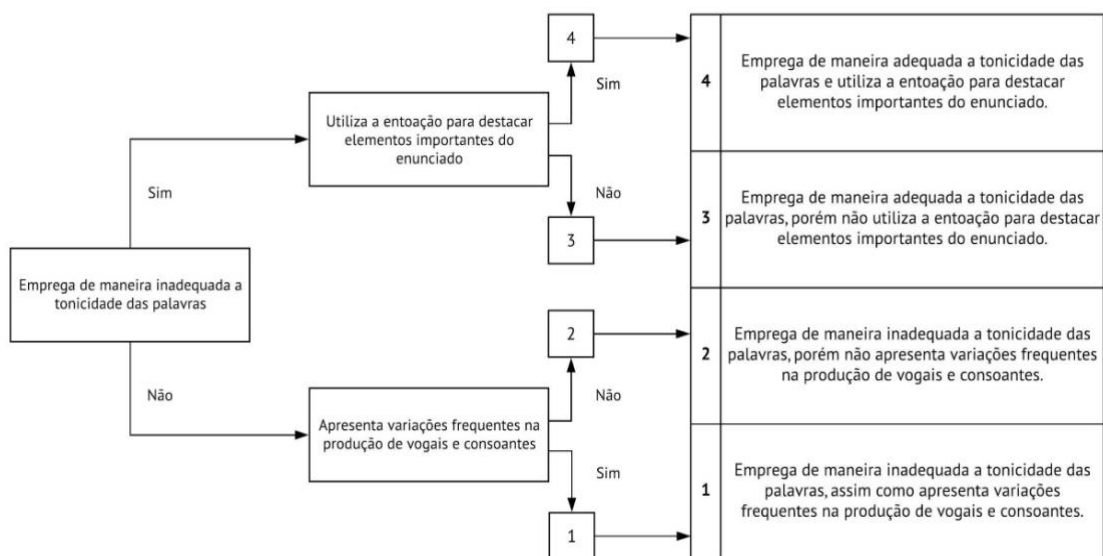 4
Sim
Utiliza a entoação para destacar
elementos importantes do
enunciado
Sim
Não
3
Emprega de maneira inadequada a
tonicidade das palavras
2
Não
Não
Apresenta variações frequentes na
produção de vogais e consoantes
Sim
1
4
Emprega de maneira adequada a tonicidade das
palavras e utiliza a entoação para destacar
elementos importantes do enunciado.
3
Emprega de maneira adequada a tonicidade das
palavras, porém não utiliza a entoação para destacar
elementos importantes do enunciado.
2
Emprega de maneira inadequada a tonicidade das
palavras, porém não apresenta variações frequentes
na produção de vogais e consoantes.
1
Emprega de maneira inadequada a tonicidade das
palavras, assim como apresenta variações
frequentes na produção de vogais e consoantes.